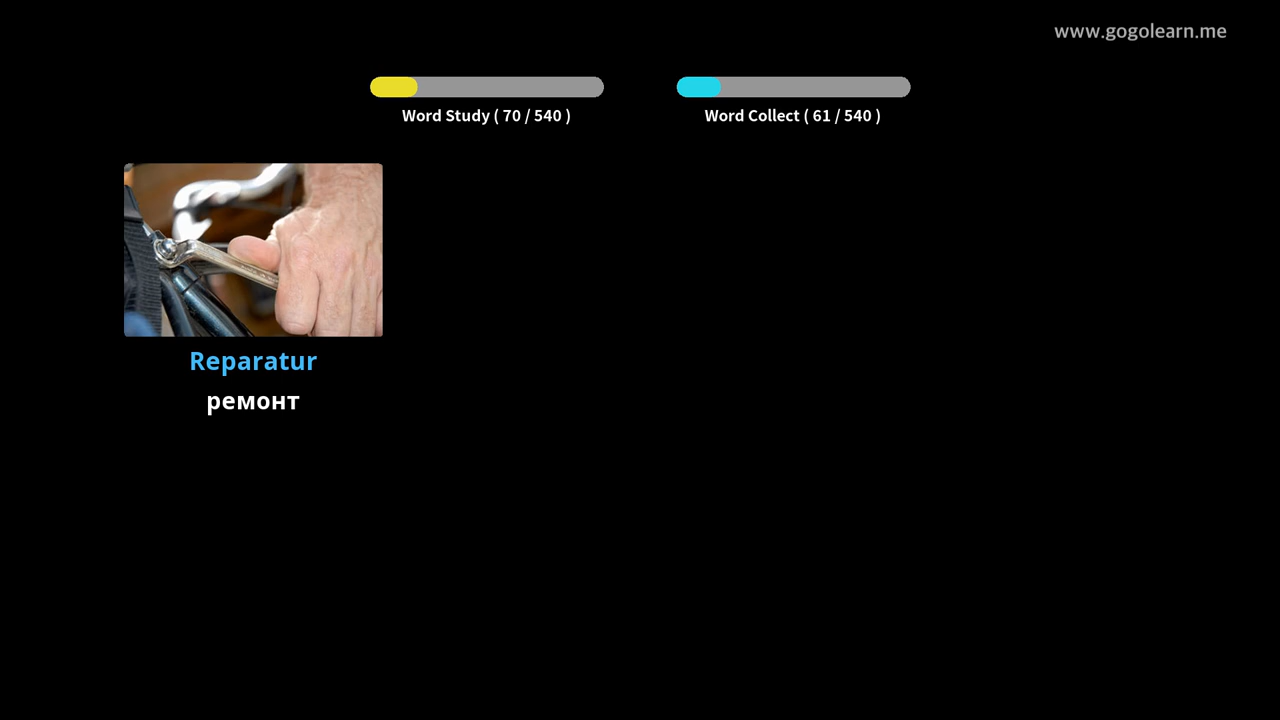 www.gogolearn.me
Word Study ( 70 / 540 )
Word Collect ( 61 / 540 )
Reparatur
ремонт